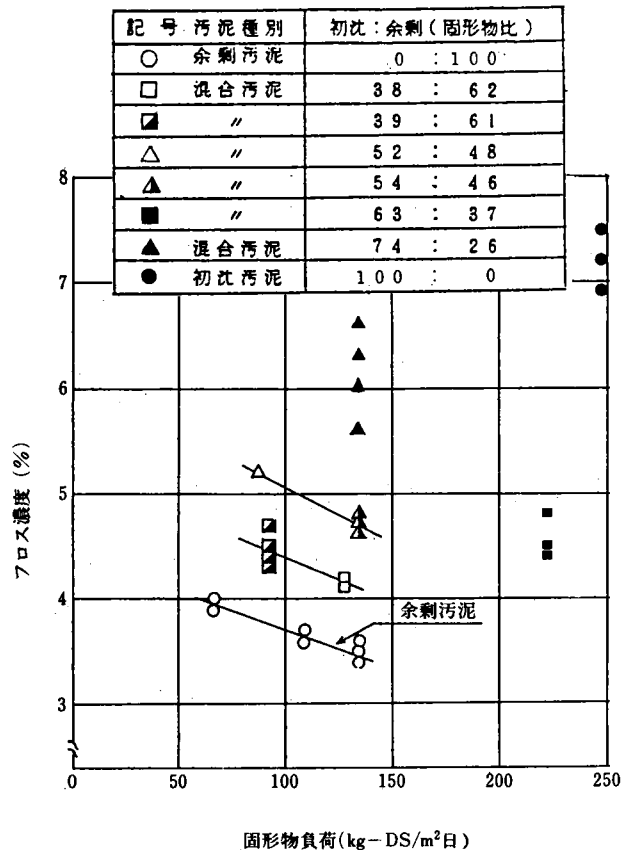 記号 汚泥種別 初沈：余剰(固形物比)
○ 余剰汚泥 0 ： 100
□ 混合汚泥 38 ： 62
◪ 〃 39 ： 61
△ 〃 52 ： 48
◮ 〃 54 ： 46
■ 〃 63 ： 37
▲ 混合汚泥 74 ： 26
● 初沈汚泥 100 ： 0
8
7
6
5
4
3
フロス濃度 (%)
余剰汚泥
0 50 100 150 200 250
固形物負荷(kg－DS/m²日)